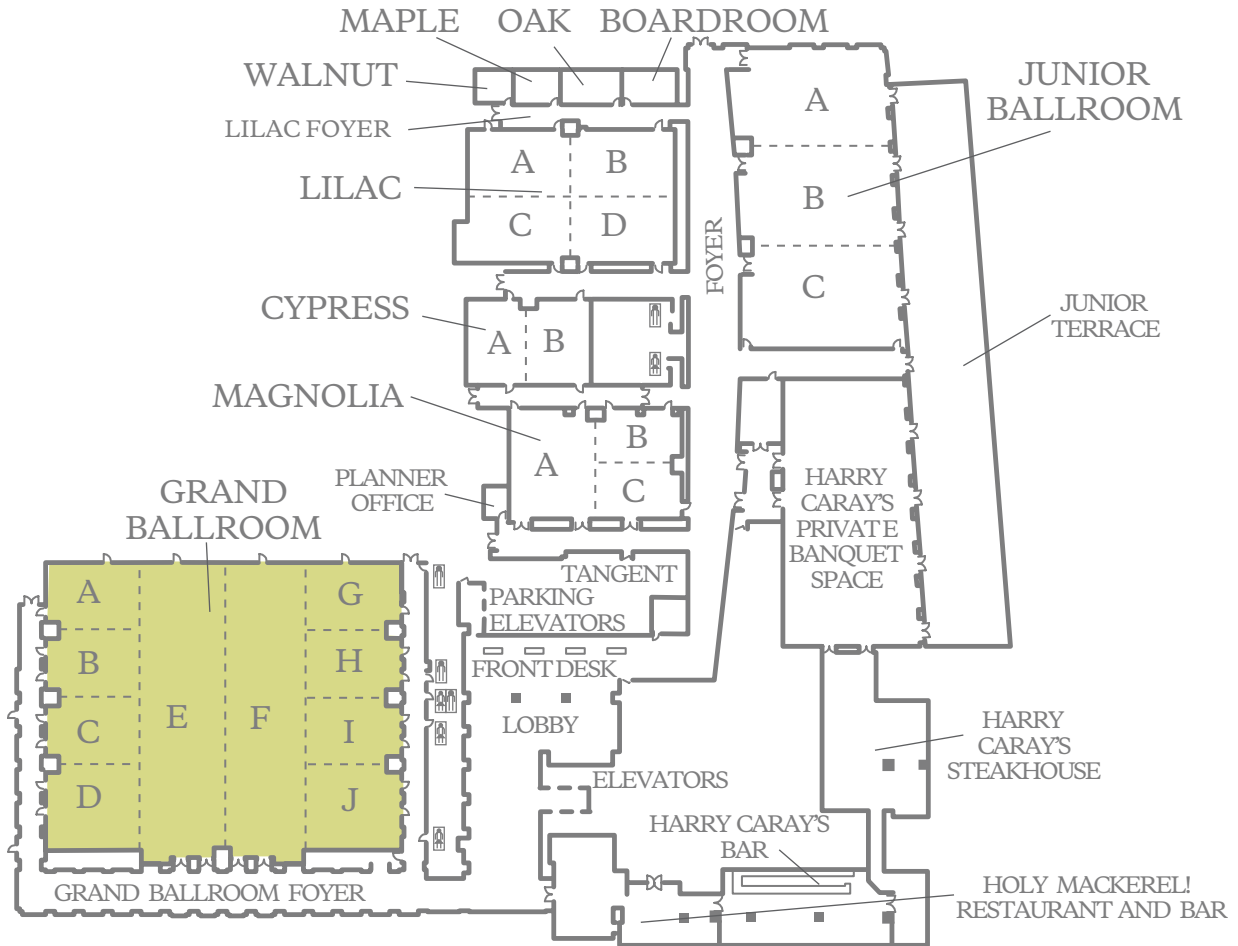 MAPLE OAK BOARDROOM
WALNUT
LILAC FOYER
A B
LILAC
C D
CYPRESS
A B
MAGNOLIA
A B
C
PLANNER
OFFICE
JUNIOR
BALLROOM
A
B
C
FOYER
JUNIOR
TERRACE
HARRY
CARAY'S
PRIVATE
BANQUET
SPACE
GRAND
BALLROOM
A
B
C
D
E
F
G
H
I
J
GRAND BALLROOM FOYER
TANGENT
PARKING
ELEVATORS
FRONT DESK
LOBBY
ELEVATORS
HARRY
CARAY'S
STEAKHOUSE
HARRY CARAY'S
BAR
HOLY MACKEREL!
RESTAURANT AND BAR